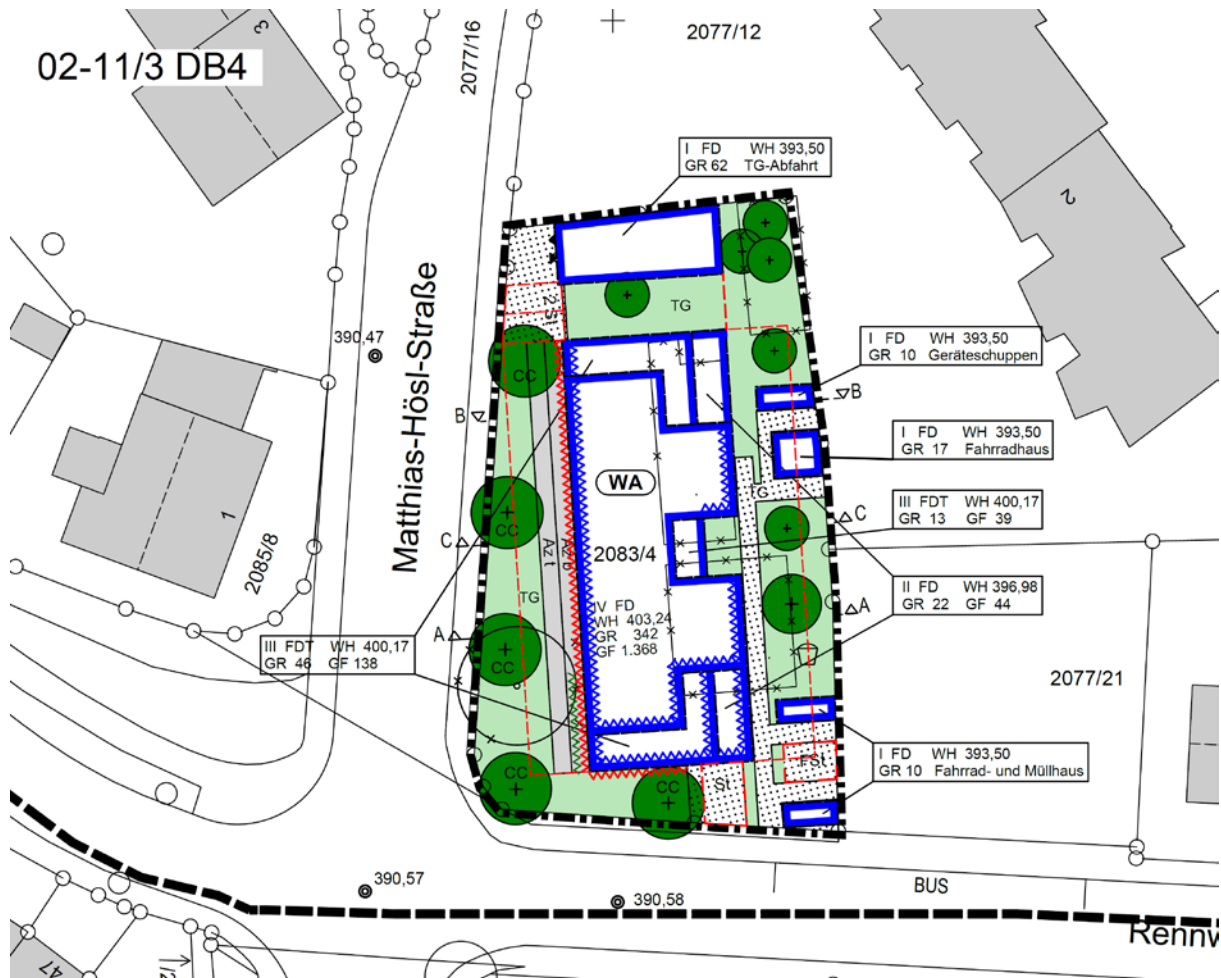 02-11/3 DB4
3
2077/16
2077/12
I FD WH 393,50
GR 62 TG-Abfahrt
2
Matthias-Hösl-Straße
390,47
2 St
TG
CC
I FD WH 393,50
GR 10 Geräteschuppen
B
B
I FD WH 393,50
GR 17 Fahrradhaus
WA
TG
III FDT WH 400,17
GR 13 GF 39
CC
C
C
1
2085/8
Azt
2083/4
II FD WH 396,98
GR 22 GF 44
TG
IV FD
WH 403,24
GR 342
GF 1.368
A
A
III FDT WH 400,17
GR 46 GF 138
CC
2077/21
I FD WH 393,50
GR 10 Fahrrad- und Müllhaus
CC
CC
St
FSt
390,57
390,58
BUS
Rennw
47